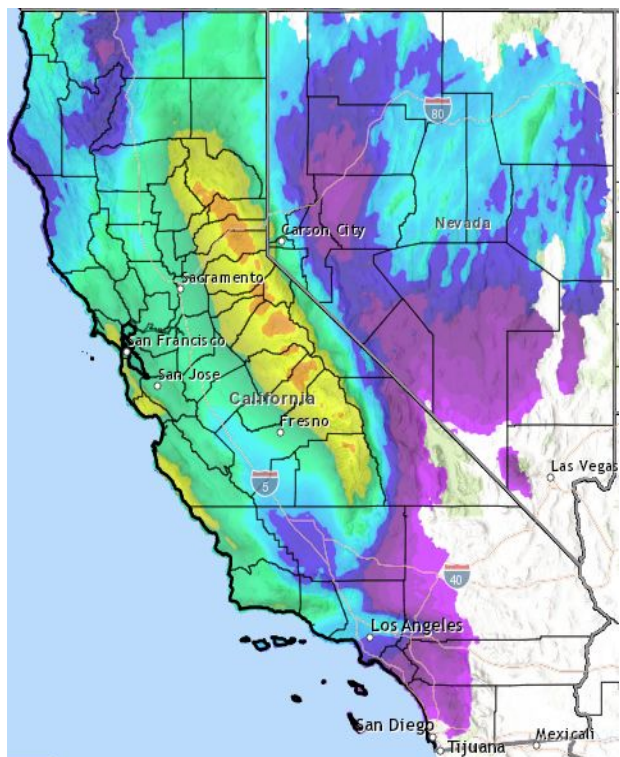 80
Nevada
Carson City
Sacramento
San Francisco
San Jose
California
Fresno
Las Vegas
5
40
Los Angeles
San Diego
Mexicali
Tijuana